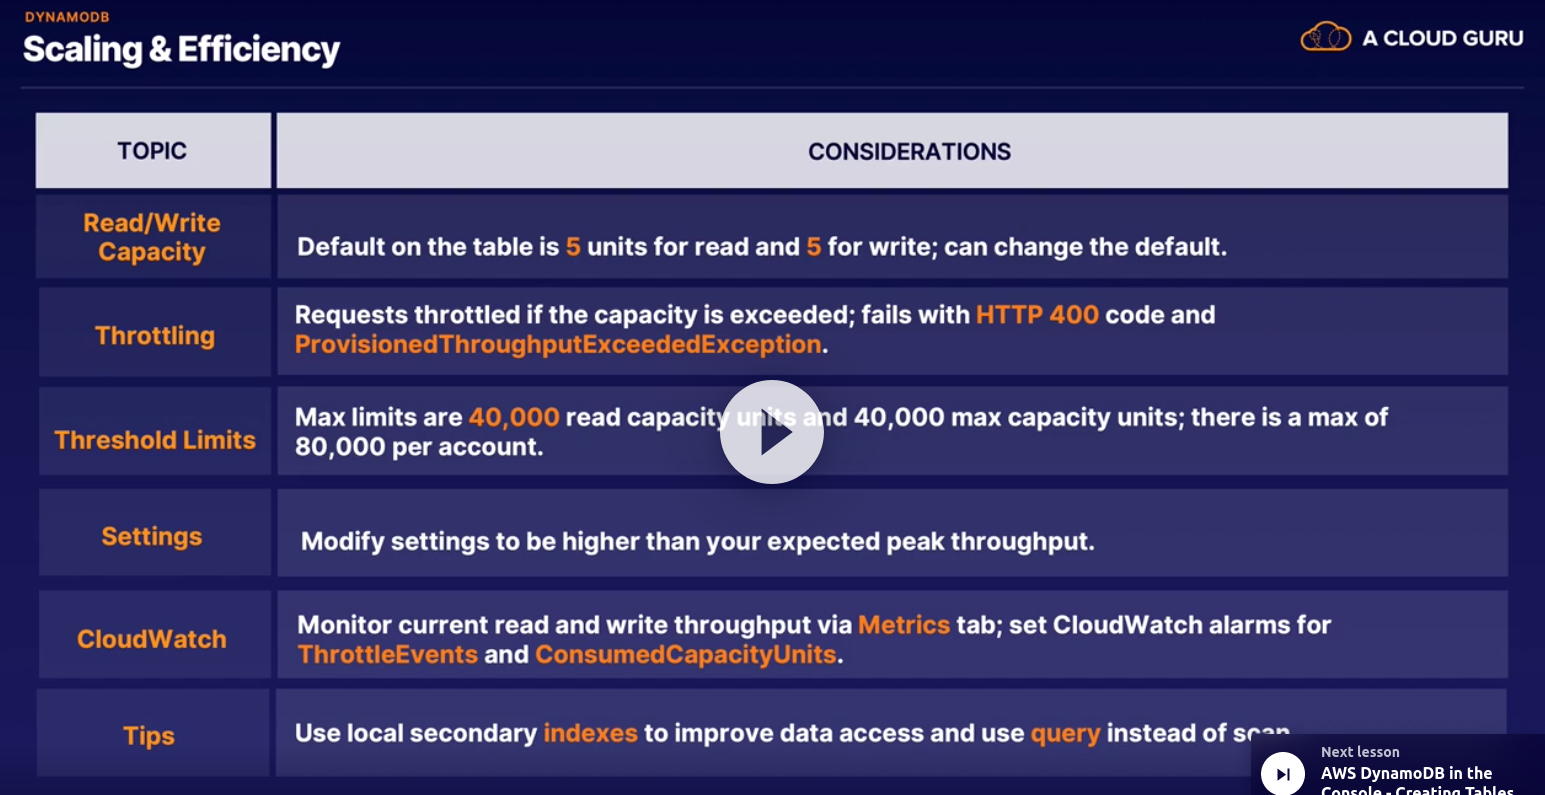 DYNAMODB
Scaling & Efficiency
A CLOUD GURU
TOPIC
CONSIDERATIONS
Read/Write
Capacity
Default on the table is 5 units for read and 5 for write; can change the default.
Throttling
Requests throttled if the capacity is exceeded; fails with HTTP 400 code and
ProvisionedThroughputExceededException.
Threshold Limits
Max limits are 40,000 read capacity units and 40,000 max capacity units; there is a max of
80,000 per account.
Settings
Modify settings to be higher than your expected peak throughput.
CloudWatch
Monitor current read and write throughput via Metrics tab; set CloudWatch alarms for
ThrottleEvents and ConsumedCapacityUnits.
Tips
Use local secondary indexes to improve data access and use query instead of scan
Next lesson
AWS DynamoDB in the
Console - Creating Tables